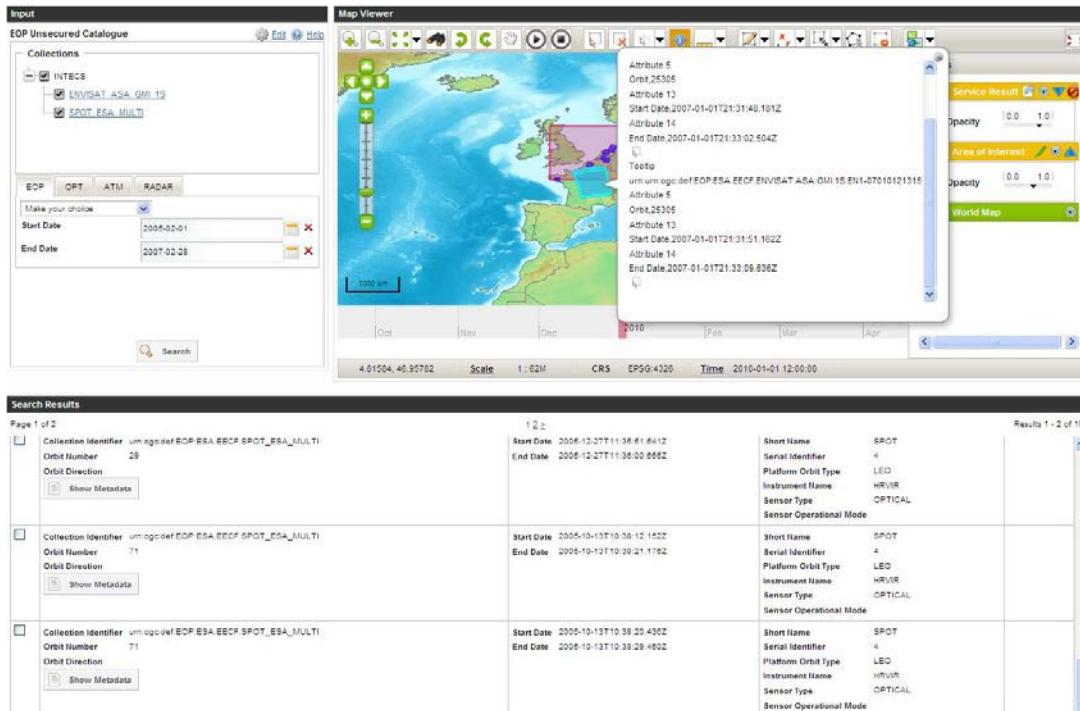 Input
EOP Unsecured Catalogue
Edit
Help
Collections
INTECS
ENVISAT_ASA_GMI_1S
SPOT_ESA_MULTI
EOP
OPT
ATM
RADAR
Make your choice
Start Date
End Date
2007-02-28
Search
Map Viewer
Attribute 5
Orbit,25305
Attribute 13
Start Date,2007-01-01T21:31:48.181Z
Attribute 14
End Date,2007-01-01T21:33:02.504Z
Tooltip
Attribute 5
Orbit,25305
Attribute 13
Start Date,2007-01-01T21:31:51.162Z
Attribute 14
End Date,2007-01-01T21:33:09.636Z
Service Result
Opacity
0.0 1.0
Area of Interest
Opacity
0.0 1.0
World Map
1000 km
Oct
Nov
Dec
2010
Feb
Mar
Apr
4.81504, 46.95782
Scale
1 : 62M
CRS
EPSG:4326
Time
2010-01-01 12:00:00
Search Results
Page 1 of 2
1 2 >
Collection Identifier urn:ogc:def:EOP:ESA:EECF:SPOT_ESA_MULTI
Orbit Number 29
Orbit Direction
Show Metadata
Start Date
End Date
Short Name SPOT
Serial Identifier 4
Platform Orbit Type LEO
Instrument Name HRVIR
Sensor Type OPTICAL
Sensor Operational Mode
Collection Identifier urn:ogc:def:EOP:ESA:EECF:SPOT_ESA_MULTI
Orbit Number 71
Orbit Direction
Show Metadata
Start Date
End Date
Short Name SPOT
Serial Identifier 4
Platform Orbit Type LEO
Instrument Name HRVIR
Sensor Type OPTICAL
Sensor Operational Mode
Collection Identifier urn:ogc:def:EOP:ESA:EECF:SPOT_ESA_MULTI
Orbit Number 71
Orbit Direction
Show Metadata
Start Date
End Date
Short Name SPOT
Serial Identifier 4
Platform Orbit Type LEO
Instrument Name HRVIR
Sensor Type OPTICAL
Sensor Operational Mode